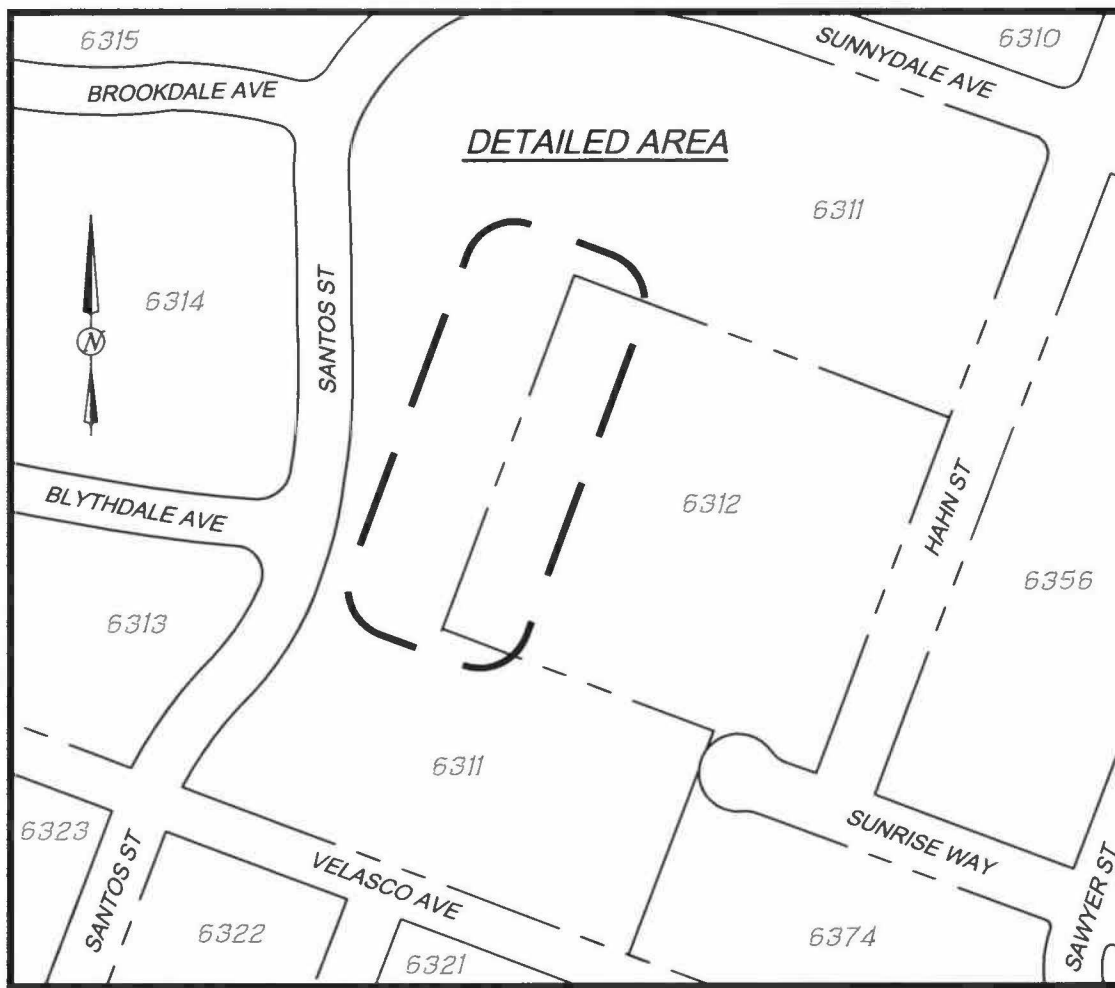 6315
BROOKDALE AVE
SUNNYDALE AVE
6310
DETAILED AREA
6311
6314
SANTOS ST
N
BLYTHDALE AVE
6312
HAHN ST
6356
6313
6311
6323
SANTOS ST
VELASCO AVE
SUNRISE WAY
SAWYER ST
6322
6321
6374